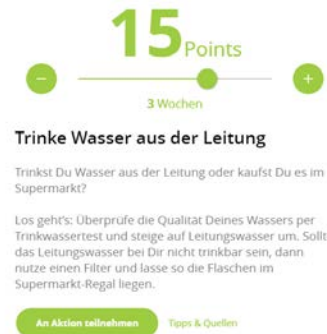 15 Points
− +
3 Wochen
Trinke Wasser aus der Leitung
Trinkst Du Wasser aus der Leitung oder kaufst Du es im
Supermarkt?
Los geht's: Überprüfe die Qualität Deines Wassers per
Trinkwassertest und steige auf Leitungswasser um. Sollt
das Leitungswasser bei Dir nicht trinkbar sein, dann
nutze einen Filter und lasse so die Flaschen im
Supermarkt-Regal liegen.
An Aktion teilnehmen Tipps & Quellen